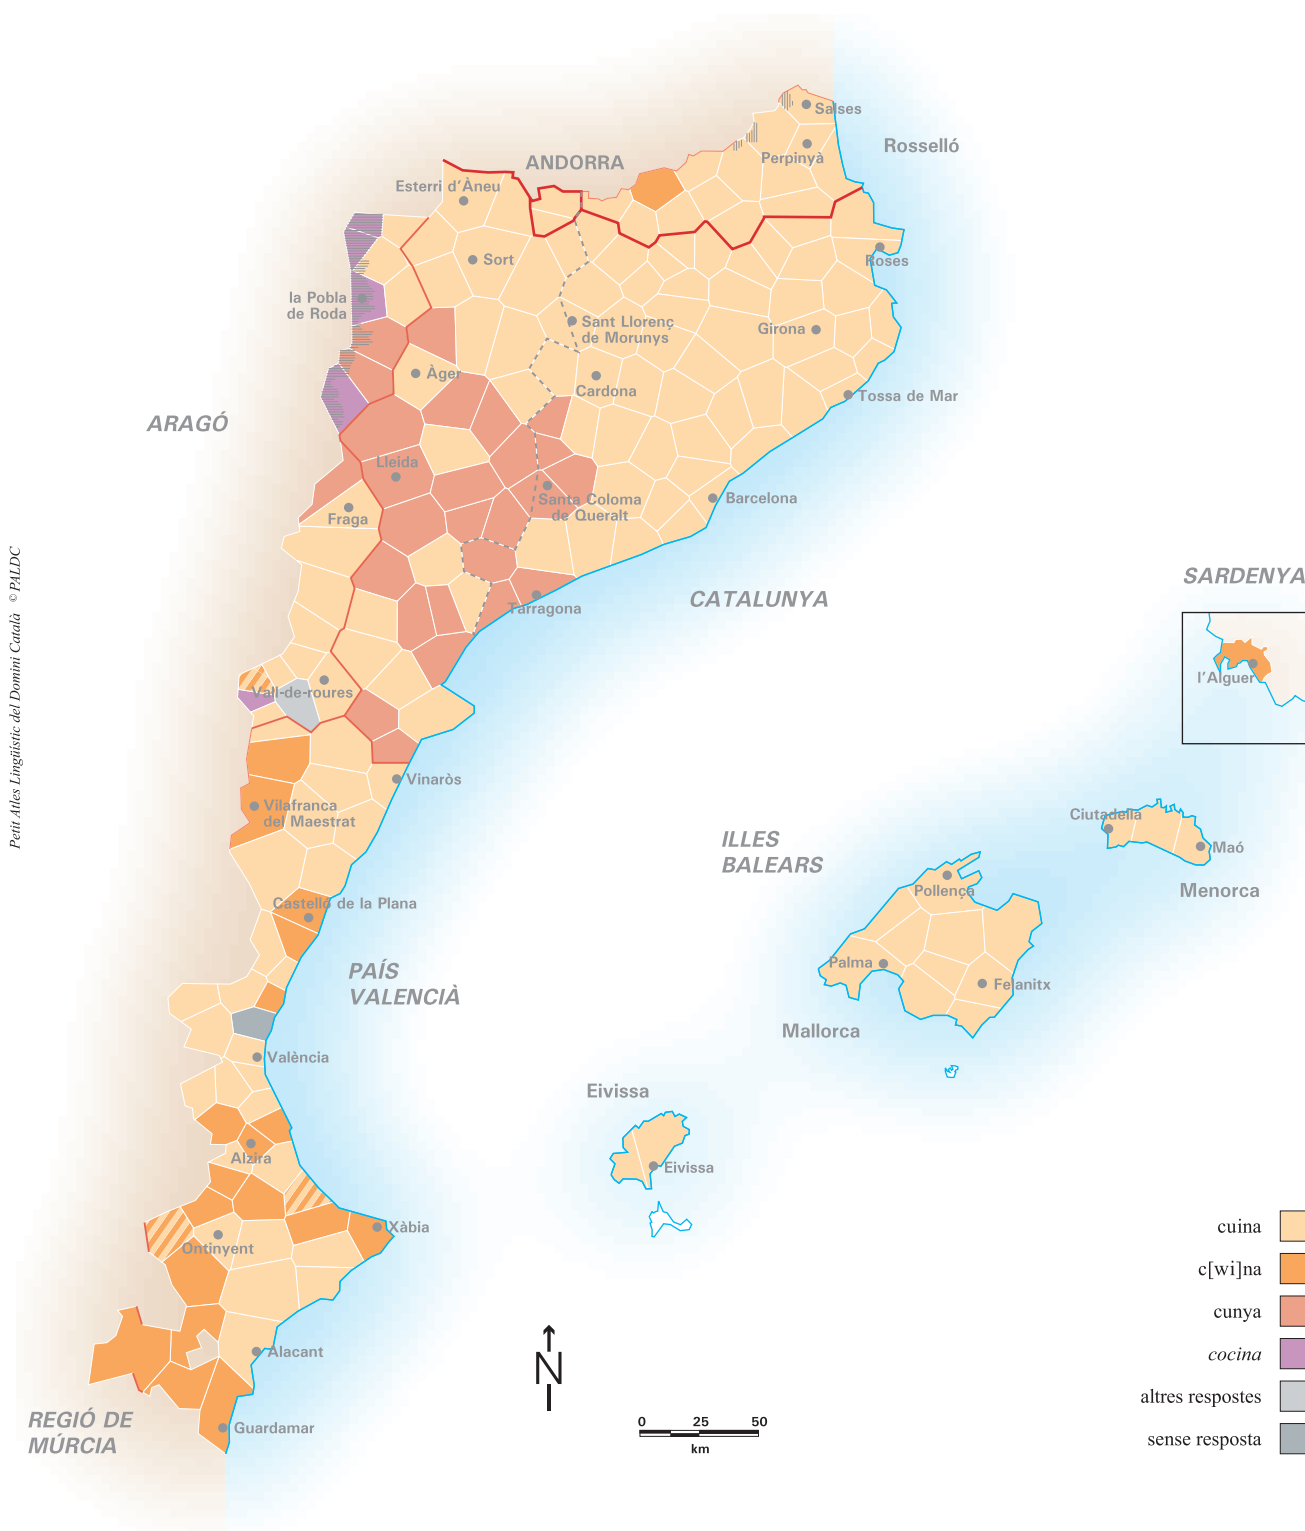 Salses
Rosselló
Perpinyà
ANDORRA
Esterri d'Àneu
Sort
Roses
la Pobla
de Roda
Sant Llorenç
de Morunys
Girona
Àger
Cardona
Tossa de Mar
ARAGÓ
Lleida
Santa Coloma
de Queralt
Barcelona
Fraga
Tarragona
CATALUNYA
SARDENYA
l'Alguer
Vall-de-roures
Vinaròs
Vilafranca
del Maestrat
ILLES
BALEARS
Ciutadella
Maó
Menorca
Pollença
Castelló de la Plana
Palma
Felanitx
PAÍS
VALENCIÀ
Mallorca
València
Eivissa
Eivissa
Alzira
Xàbia
Ontinyent
Alacant
Guardamar
REGIÓ DE
MÚRCIA
N
0 25 50
km
cuina
c[wi]na
cunya
cocina
altres respostes
sense resposta
Petit Atles Lingüístic del Domini Català © PALDC